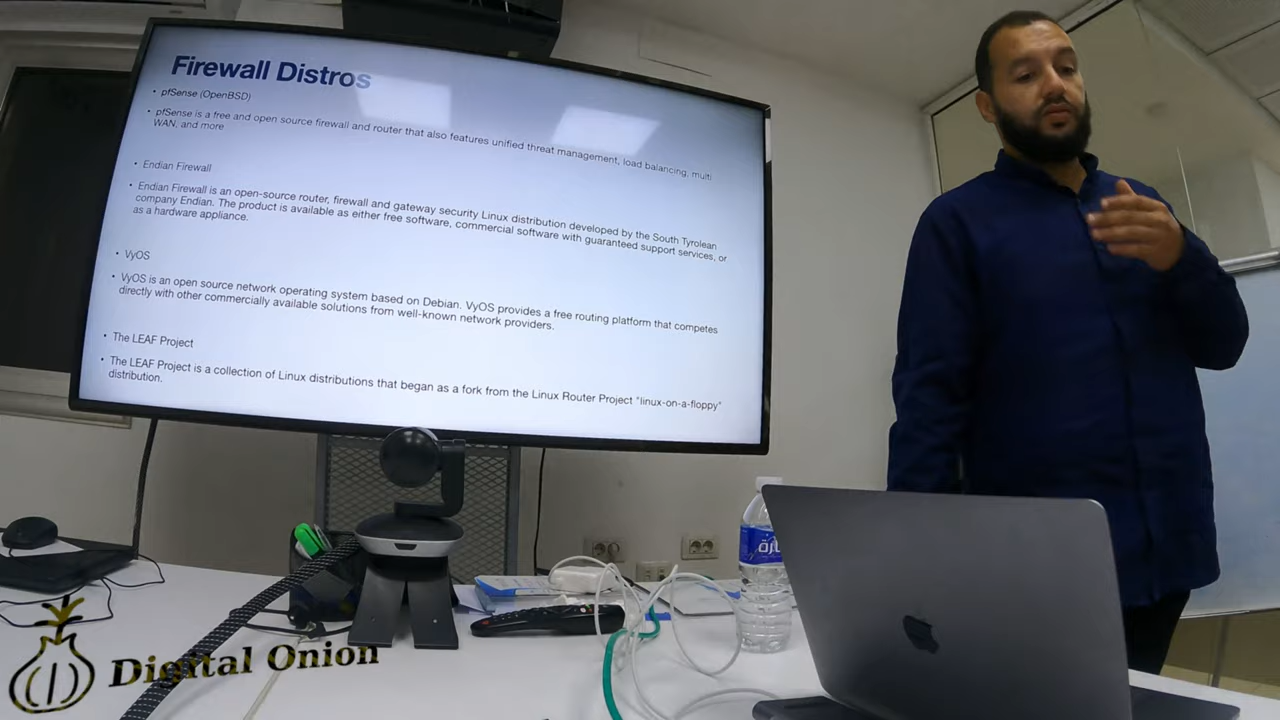 Firewall Distros
• pfSense (OpenBSD)
• pfSense is a free and open source firewall and router that also features unified threat management, load balancing, multi
WAN, and more
• Endian Firewall
• Endian Firewall is an open-source router, firewall and gateway security Linux distribution developed by the South Tyrolean
company Endian. The product is available as either free software, commercial software with guaranteed support services, or
as a hardware appliance.
• VyOS
• VyOS is an open source network operating system based on Debian. VyOS provides a free routing platform that competes
directly with other commercially available solutions from well-known network providers.
• The LEAF Project
• The LEAF Project is a collection of Linux distributions that began as a fork from the Linux Router Project "linux-on-a-floppy"
distribution.
Digital Onion